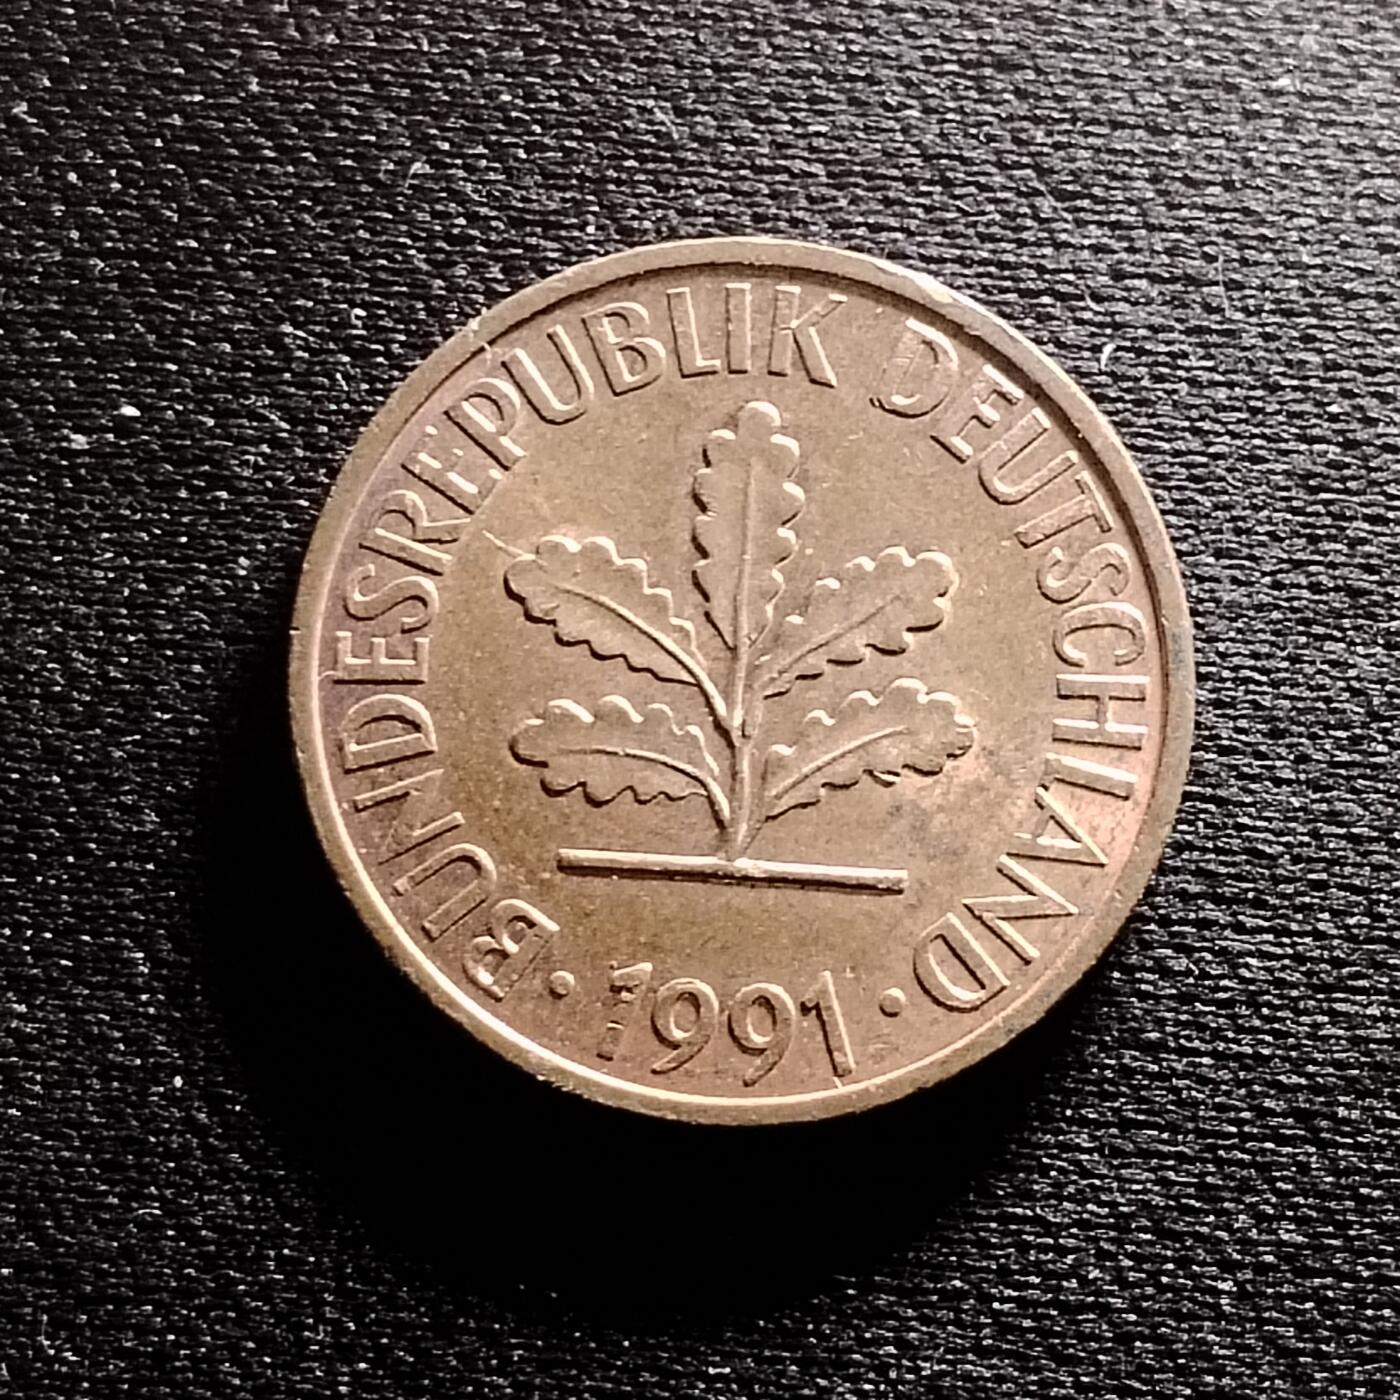 BUNDESREPUBLIK DEUTSCHLAND
· 1991 ·